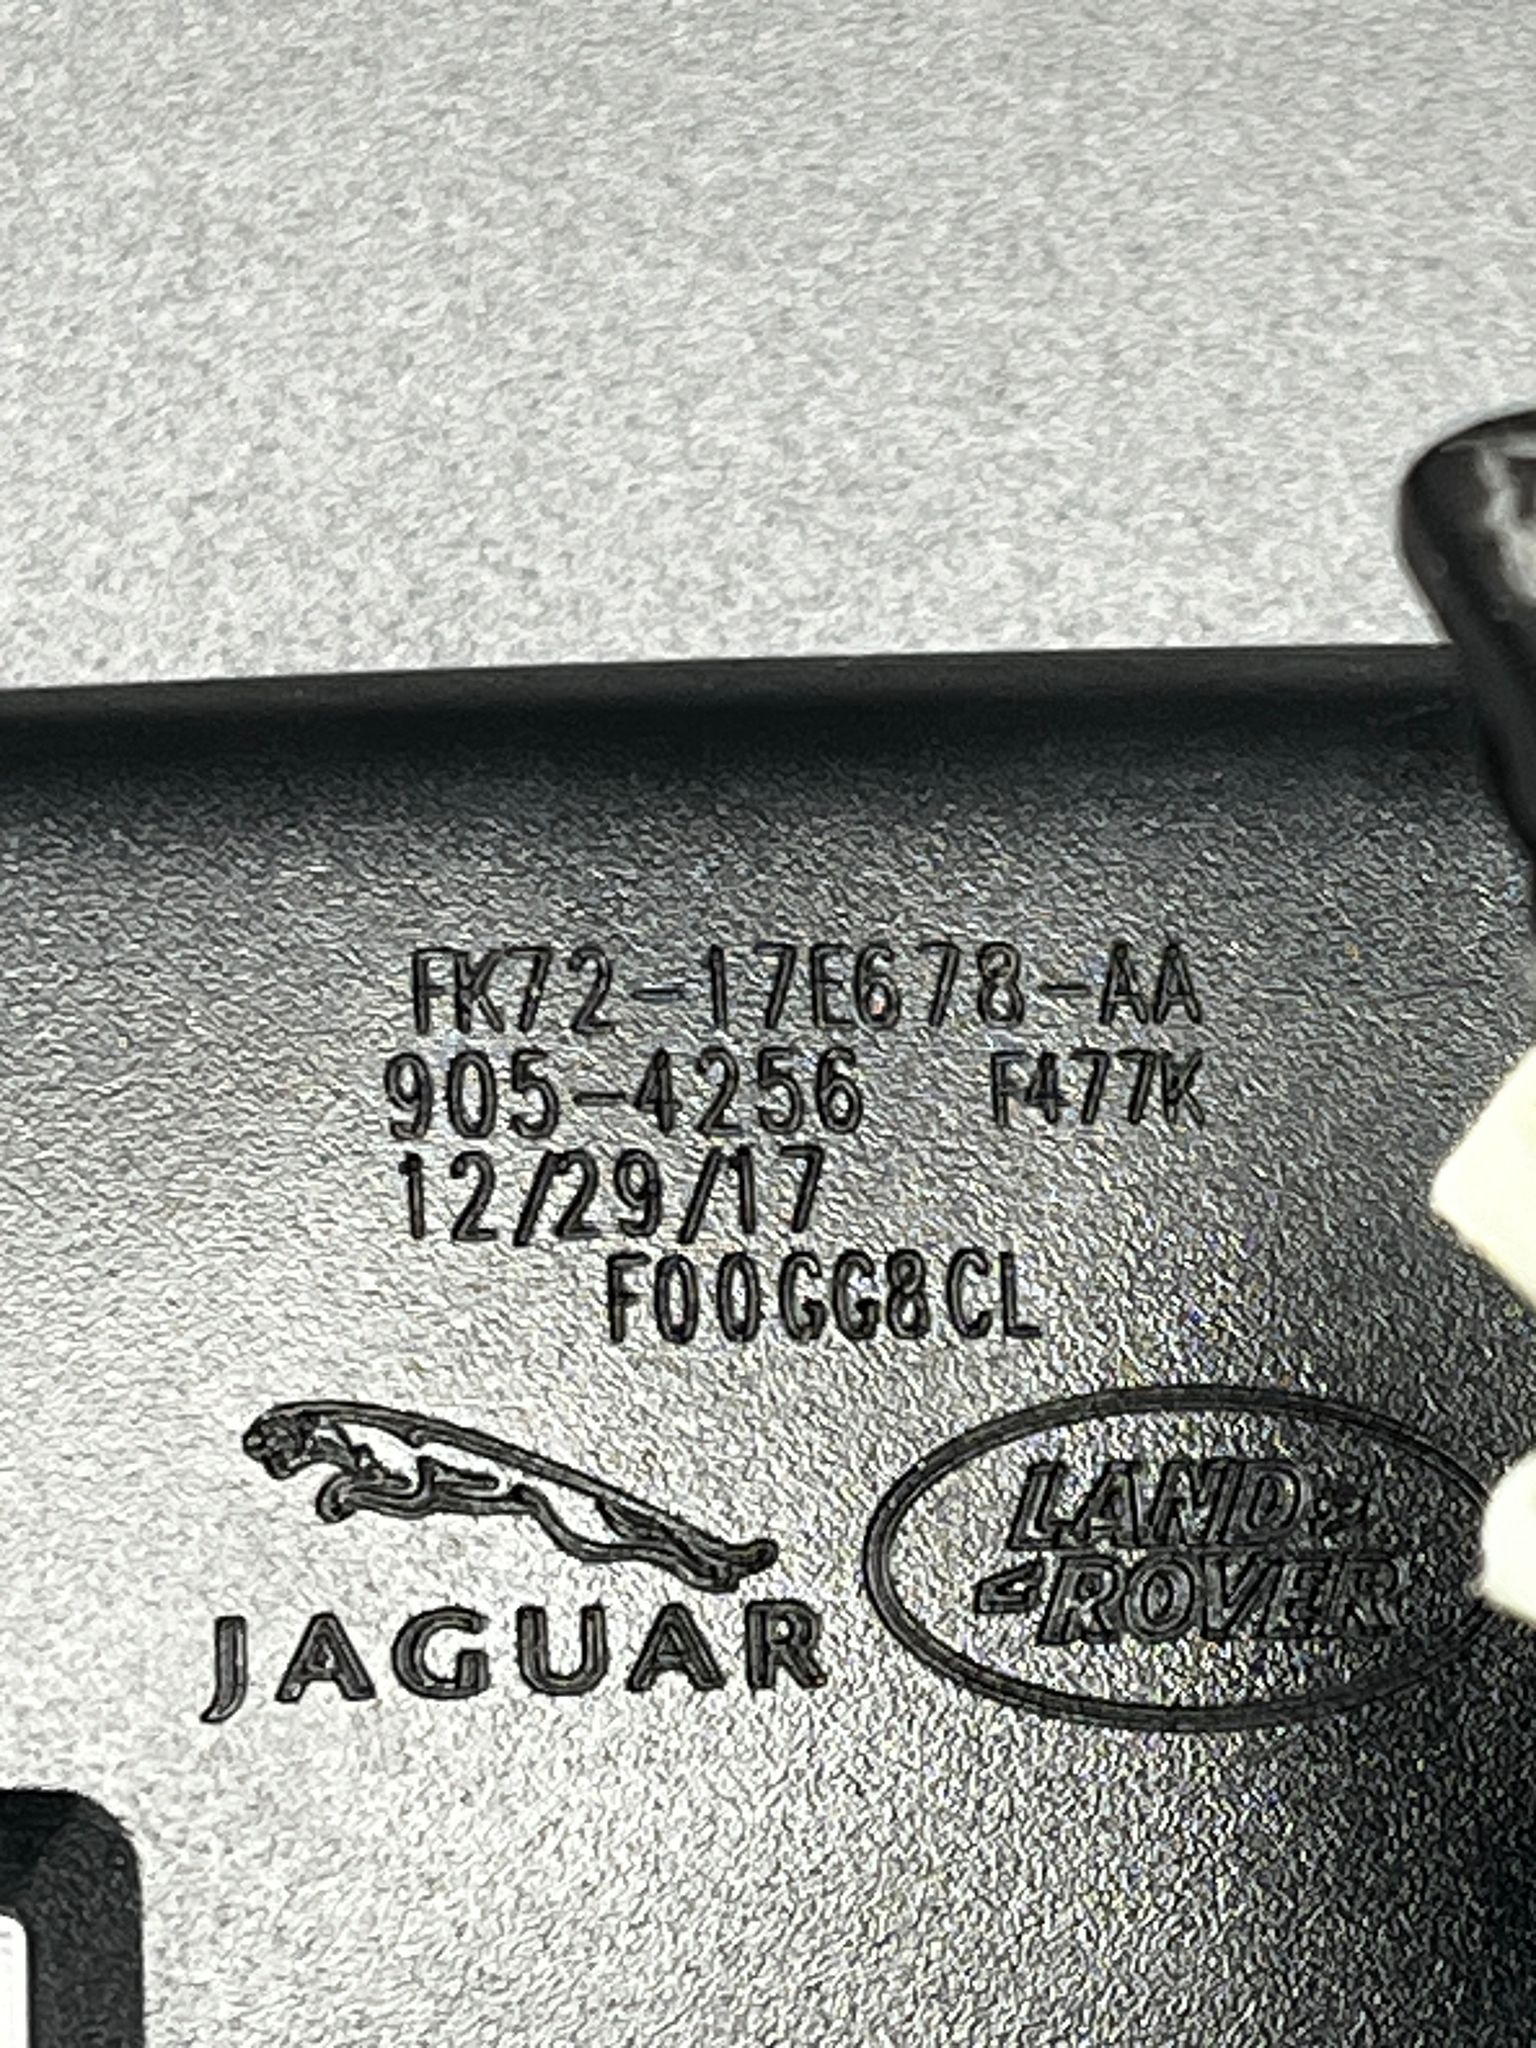 FK72-17E678-AA
905-4256 F477K
12/29/17
F00GG8CL
JAGUAR
LAND
ROVER